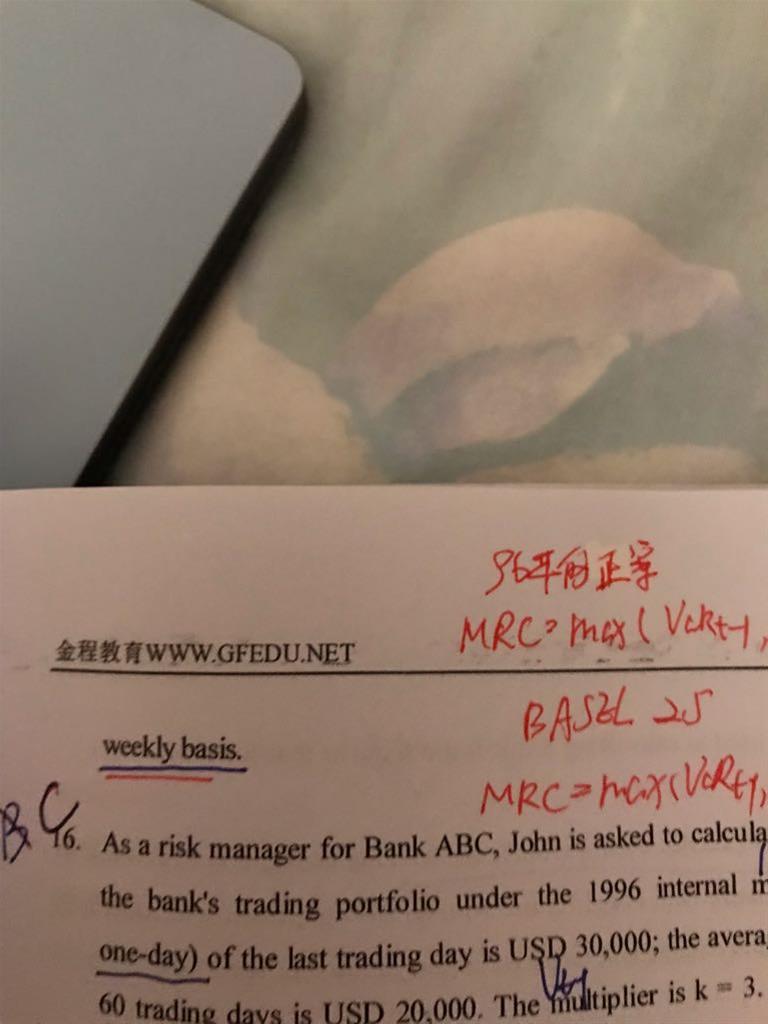 96年的正案
MRC = max ( VaRt-1,
金程教育WWW.GFEDU.NET
BASEL 2.5
MRC = max (VaRt-1,
weekly basis.
C
16. As a risk manager for Bank ABC, John is asked to calcula
the bank's trading portfolio under the 1996 internal m
one-day) of the last trading day is USD 30,000; the avera
60 trading days is USD 20,000. The multiplier is k = 3.